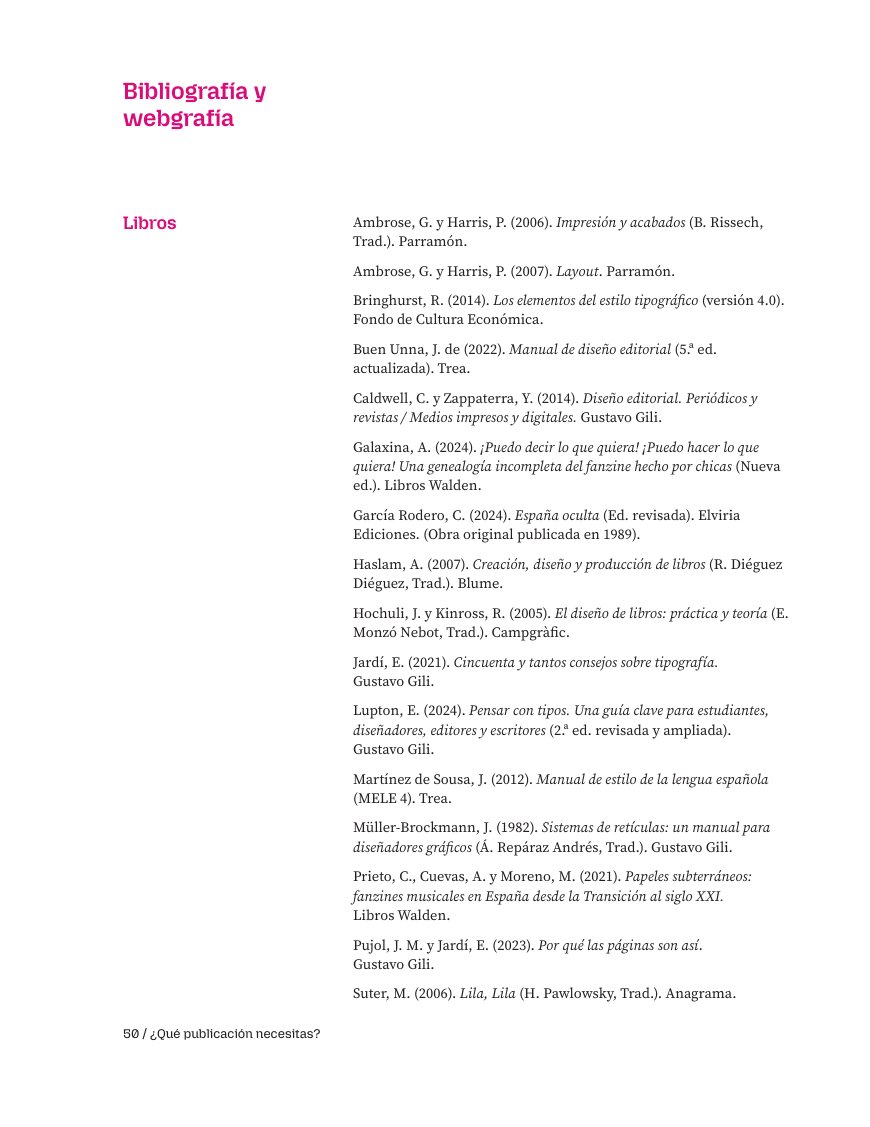 Bibliografía y
webgrafía
Libros
Ambrose, G. y Harris, P. (2006). Impresión y acabados (B. Rissech,
Trad.). Parramón.
Ambrose, G. y Harris, P. (2007). Layout. Parramón.
Bringhurst, R. (2014). Los elementos del estilo tipográfico (versión 4.0).
Fondo de Cultura Económica.
Buen Unna, J. de (2022). Manual de diseño editorial (5.ª ed.
actualizada). Trea.
Caldwell, C. y Zappaterra, Y. (2014). Diseño editorial. Periódicos y
revistas / Medios impresos y digitales. Gustavo Gili.
Galaxina, A. (2024). ¡Puedo decir lo que quiera! ¡Puedo hacer lo que
quiera! Una genealogía incompleta del fanzine hecho por chicas (Nueva
ed.). Libros Walden.
García Rodero, C. (2024). España oculta (Ed. revisada). Elviria
Ediciones. (Obra original publicada en 1989).
Haslam, A. (2007). Creación, diseño y producción de libros (R. Diéguez
Diéguez, Trad.). Blume.
Hochuli, J. y Kinross, R. (2005). El diseño de libros: práctica y teoría (E.
Monzó Nebot, Trad.). Campgràfic.
Jardí, E. (2021). Cincuenta y tantos consejos sobre tipografía.
Gustavo Gili.
Lupton, E. (2024). Pensar con tipos. Una guía clave para estudiantes,
diseñadores, editores y escritores (2.ª ed. revisada y ampliada).
Gustavo Gili.
Martínez de Sousa, J. (2012). Manual de estilo de la lengua española
(MELE 4). Trea.
Müller-Brockmann, J. (1982). Sistemas de retículas: un manual para
diseñadores gráficos (Á. Repáraz Andrés, Trad.). Gustavo Gili.
Prieto, C., Cuevas, A. y Moreno, M. (2021). Papeles subterráneos:
fanzines musicales en España desde la Transición al siglo XXI.
Libros Walden.
Pujol, J. M. y Jardí, E. (2023). Por qué las páginas son así.
Gustavo Gili.
Suter, M. (2006). Lila, Lila (H. Pawlowsky, Trad.). Anagrama.
50 / ¿Qué publicación necesitas?